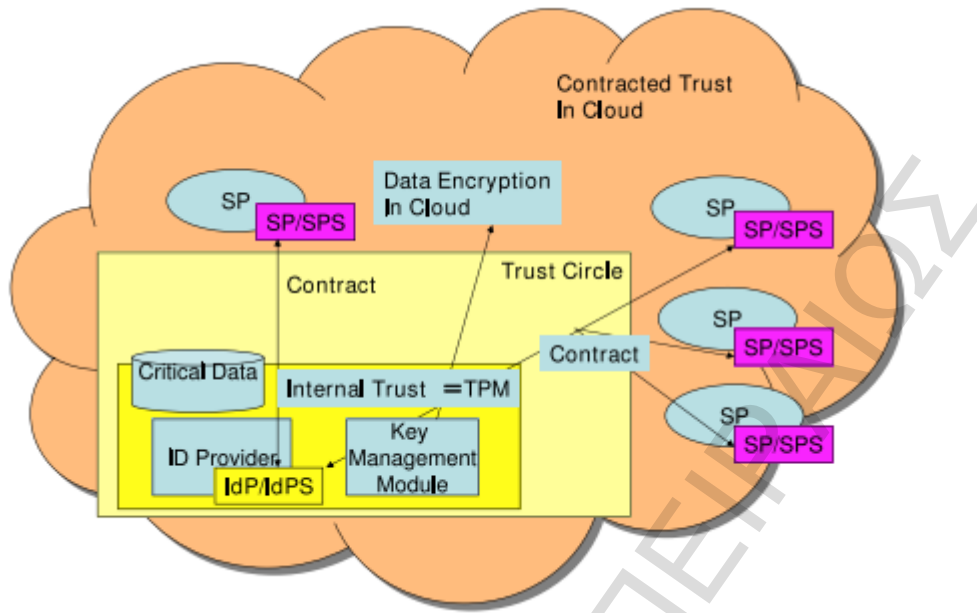 Contracted Trust
In Cloud
SP
SP/SPS
Data Encryption
In Cloud
SP
SP/SPS
Trust Circle
Contract
SP
SP/SPS
Contract
Critical Data
Internal Trust =TPM
SP
SP/SPS
ID Provider
IdP/IdPS
Key
Management
Module
ΠΕΙΡΑΙΩΣ